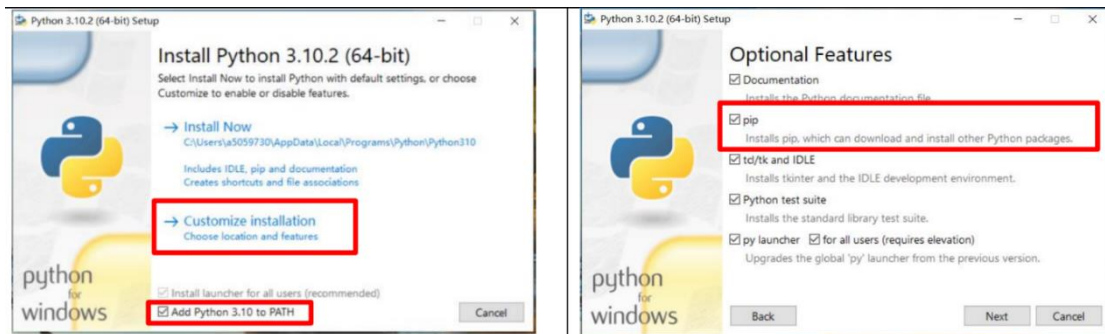 Python 3.10.2 (64-bit) Setup
Install Python 3.10.2 (64-bit)
Select Install Now to install Python with default settings, or choose
Customize to enable or disable features.
→ Install Now
C:\Users\a5059730\AppData\Local\Programs\Python\Python310
Includes IDLE, pip and documentation
Creates shortcuts and file associations
→ Customize installation
Choose location and features
Install launcher for all users (recommended)
Add Python 3.10 to PATH
Cancel
python
for
windows
Python 3.10.2 (64-bit) Setup
Optional Features
Documentation
Installs the Python documentation file.
pip
Installs pip, which can download and install other Python packages.
td/tk and IDLE
Installs tkinter and the IDLE development environment.
Python test suite
Installs the standard library test suite.
py launcher for all users (requires elevation)
Upgrades the global 'py' launcher from the previous version.
python
for
windows
Back
Next
Cancel